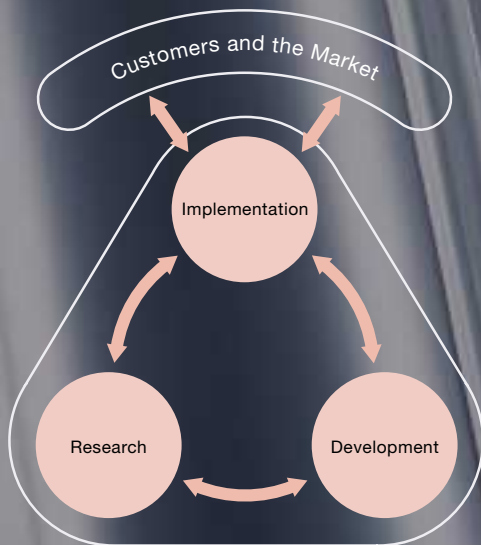 Customers and the Market
Implementation
Research
Development